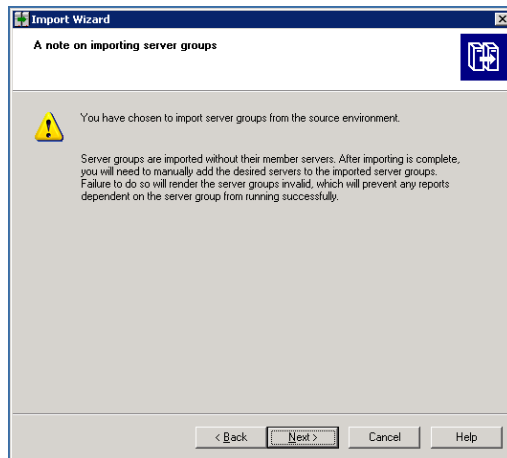 Import Wizard
A note on importing server groups
You have chosen to import server groups from the source environment.
Server groups are imported without their member servers. After importing is complete,
you will need to manually add the desired servers to the imported server groups.
Failure to do so will render the server groups invalid, which will prevent any reports
dependent on the server group from running successfully.
< Back
Next >
Cancel
Help